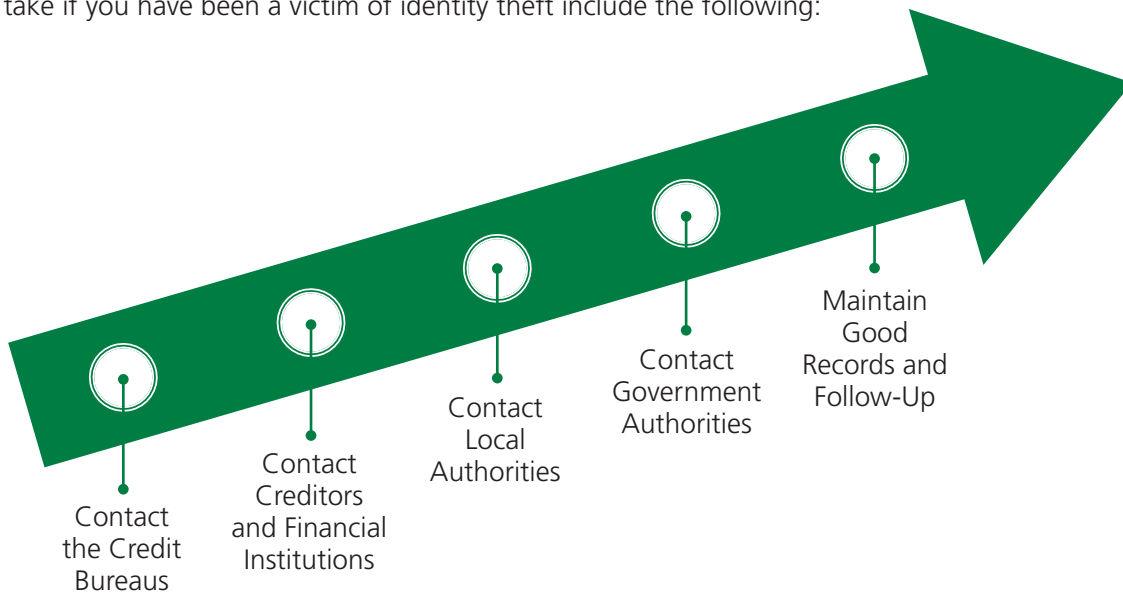 take if you have been a victim of identity theft include the following:
Contact
the Credit
Bureaus
Contact
Creditors
and Financial
Institutions
Contact
Local
Authorities
Contact
Government
Authorities
Maintain
Good
Records and
Follow-Up